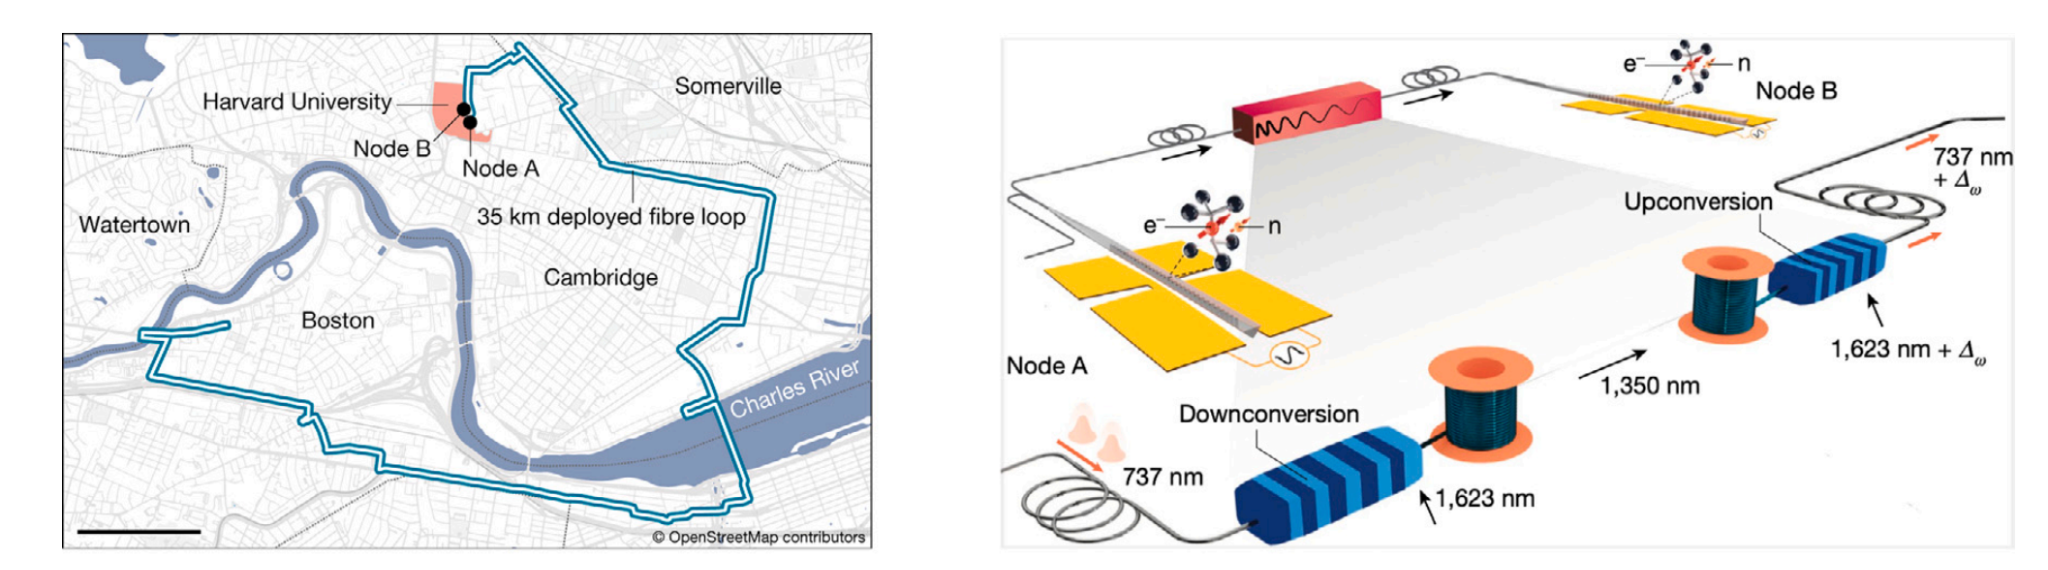 Somerville
Harvard University
Node B
Node A
35 km deployed fibre loop
Watertown
Cambridge
Boston
Charles River
© OpenStreetMap contributors
e⁻
n
Node B
737 nm
+ Δω
Upconversion
e⁻
n
1,623 nm + Δω
Node A
1,350 nm
Downconversion
737 nm
1,623 nm